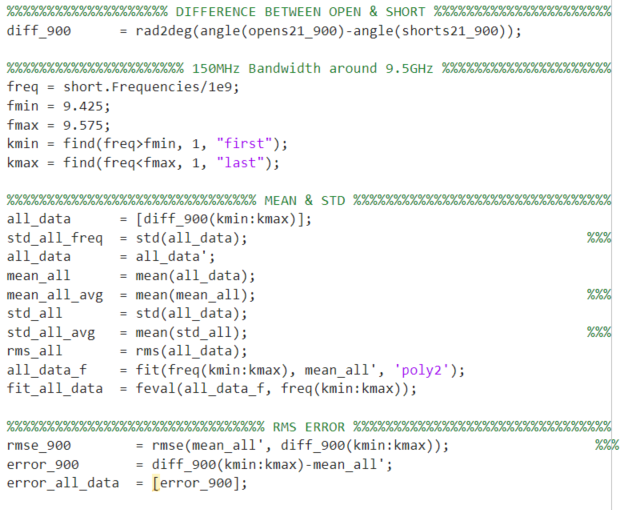 %%%%%%%%%%%%%%%%%%%% DIFFERENCE BETWEEN OPEN & SHORT %%%%%%%%%%%%%%%%%%%%%%
diff_900      = rad2deg(angle(opens21_900)-angle(shorts21_900));
%%%%%%%%%%%%%%%%%%%%%% 150MHz Bandwidth around 9.5GHz %%%%%%%%%%%%%%%%%%%%%
freq = short.Frequencies/1e9;
fmin = 9.425;
fmax = 9.575;
kmin = find(freq>fmin, 1, "first");
kmax = find(freq<fmax, 1, "last");
%%%%%%%%%%%%%%%%%%%%%%%%%%%%%%% MEAN & STD %%%%%%%%%%%%%%%%%%%%%%%%%%%%%%%%
all_data      = [diff_900(kmin:kmax)];
std_all_freq  = std(all_data); %%%
all_data      = all_data';
mean_all      = mean(all_data);
mean_all_avg  = mean(mean_all); %%%
std_all       = std(all_data);
std_all_avg   = mean(std_all); %%%
rms_all       = rms(all_data);
all_data_f    = fit(freq(kmin:kmax), mean_all', 'poly2');
fit_all_data  = feval(all_data_f, freq(kmin:kmax));
%%%%%%%%%%%%%%%%%%%%%%%%%%%%%%%% RMS ERROR %%%%%%%%%%%%%%%%%%%%%%%%%%%%%%%%
rmse_900        = rmse(mean_all', diff_900(kmin:kmax)); %%%
error_900       = diff_900(kmin:kmax)-mean_all';
error_all_data  = [error_900];